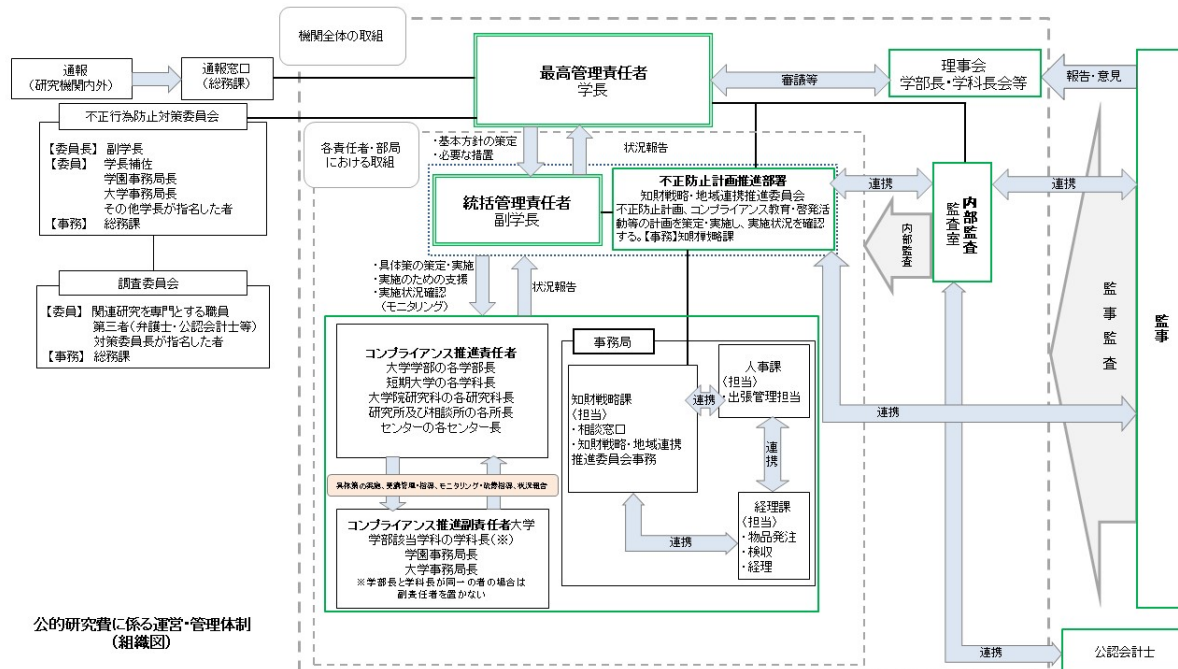 機関全体の取組
通報
(研究機関内外)
通報窓口
(総務課)
最高管理責任者
学長
審議等
理事会
学部長・学科長会等
報告・意見
不正行為防止対策委員会
【委員長】 副学長
【委員】 学長補佐
学園事務局長
大学事務局長
その他学長が指名した者
【事務】 総務課
各責任者・部局
における取組
・基本方針の策定
・必要な措置
状況報告
統括管理責任者
副学長
不正防止計画推進部署
知財戦略・地域連携推進委員会
不正防止計画、コンプライアンス教育・啓発活
動等の計画を策定・実施し、実施状況を確認
する。【事務】知財戦略課
連携
内部監査
監査室
連携
内部監査
監事監査
監事
調査委員会
【委員】 関連研究を専門とする職員
第三者(弁護士・公認会計士等)
対策委員長が指名した者
【事務】 総務課
・具体策の策定・実施
・実施のための支援
・実施状況確認
(モニタリング)
状況報告
コンプライアンス推進責任者
大学学部の各学部長
短期大学の各学科長
大学院研究科の各研究科長
研究所及び相談所の各所長
センターの各センター長
事務局
知財戦略課
(担当)
・相談窓口
・知財戦略・地域連携
推進委員会事務
連携
人事課
(担当)
・出張管理担当
連携
連携
具体策の実施、受講管理・指導、モニタリング・改善指導、状況報告
コンプライアンス推進副責任者大学
学部該当学科の学科長(※)
学園事務局長
大学事務局長
※学部長と学科長が同一の者の場合は
副責任者を置かない
連携
経理課
(担当)
・物品発注
・検収
・経理
公的研究費に係る運営・管理体制
(組織図)
連携
公認会計士